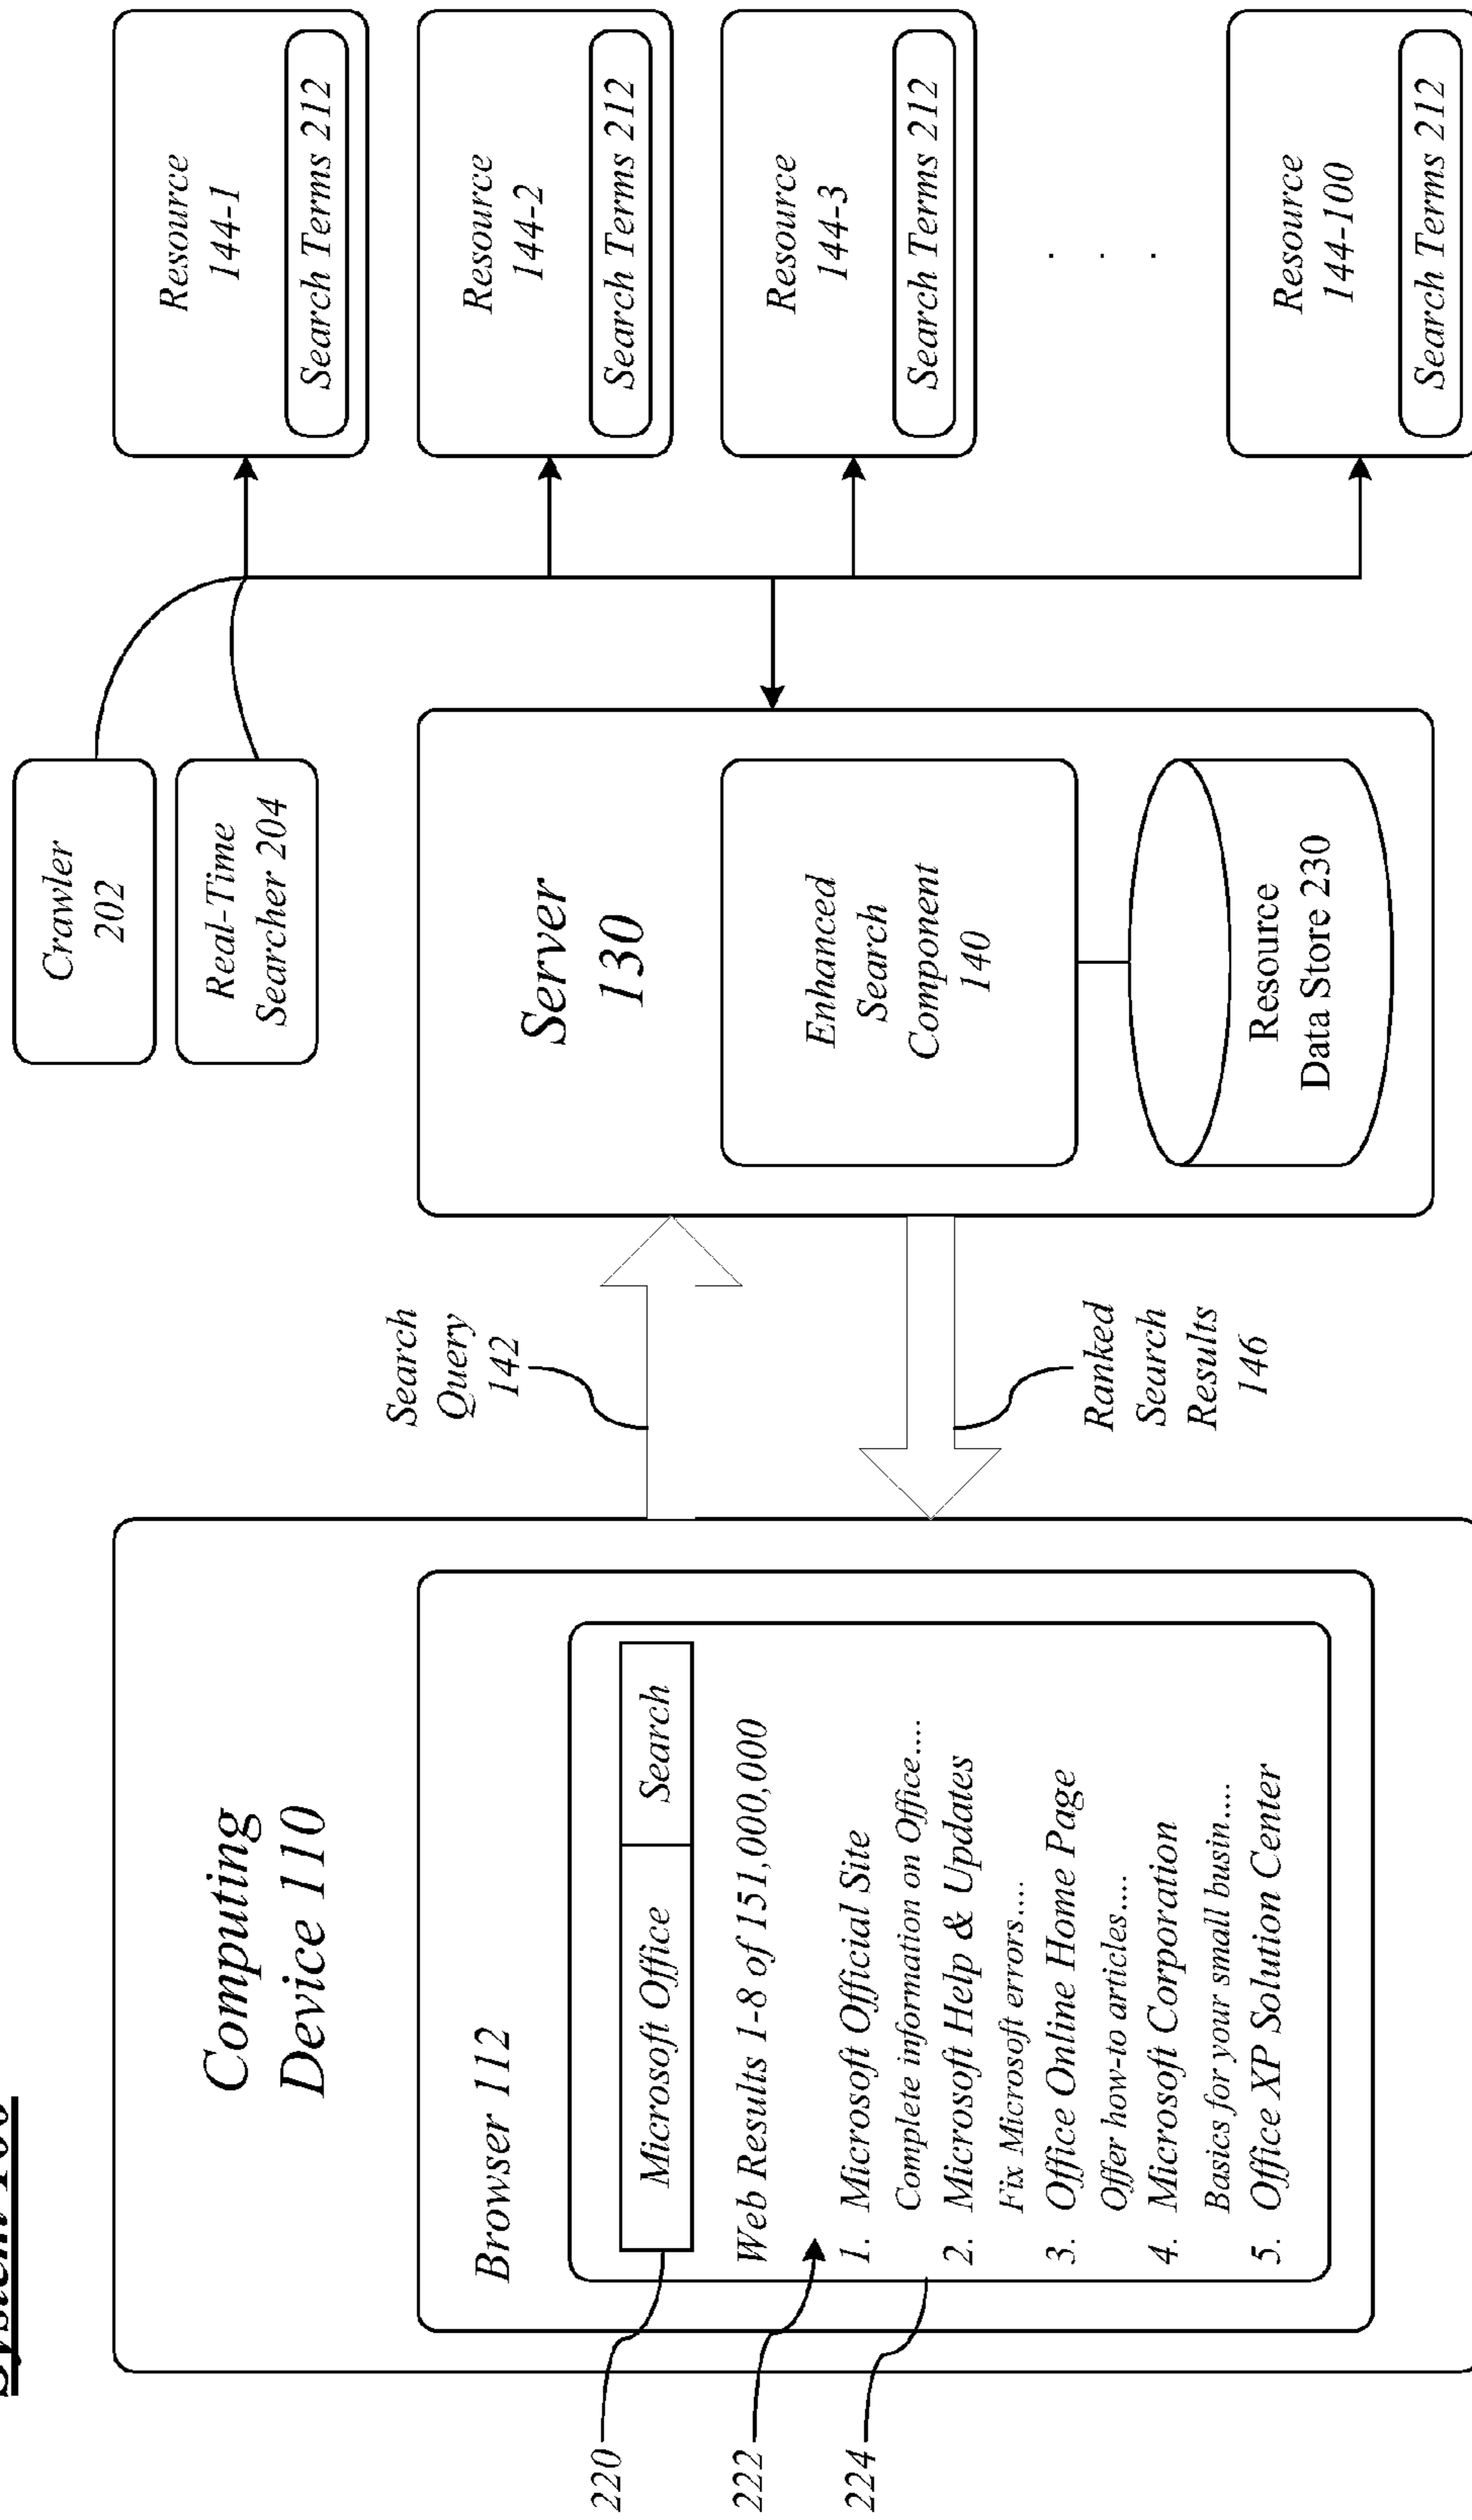 System 100
Computing
Device 110
Browser 112
Microsoft Office
Search
Web Results 1-8 of 151,000,000
1. Microsoft Official Site
Complete information on Office....
2. Microsoft Help & Updates
Fix Microsoft errors....
3. Office Online Home Page
Offer how-to articles....
4. Microsoft Corporation
Basics for your small busin....
5. Office XP Solution Center
220
222
224
Search
Query
142
Ranked
Search
Results
146
Crawler
202
Real-Time
Searcher 204
Server
130
Enhanced
Search
Component
140
Resource
Data Store 230
Resource
144-1
Search Terms 212
Resource
144-2
Search Terms 212
Resource
144-3
Search Terms 212
. . .
Resource
144-100
Search Terms 212